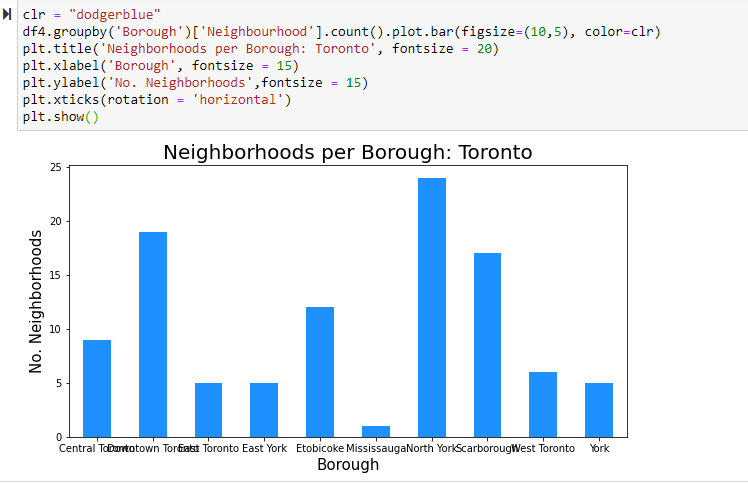 clr = "dodgerblue"
df4.groupby('Borough')['Neighbourhood'].count().plot.bar(figsize=(10,5), color=clr)
plt.title('Neighborhoods per Borough: Toronto', fontsize = 20)
plt.xlabel('Borough', fontsize = 15)
plt.ylabel('No. Neighborhoods',fontsize = 15)
plt.xticks(rotation = 'horizontal')
plt.show()
Neighborhoods per Borough: Toronto
No. Neighborhoods
25
20
15
10
5
0
Central Toronto Downtown Toronto East Toronto East York Etobicoke Mississauga North York Scarborough West Toronto York
Borough